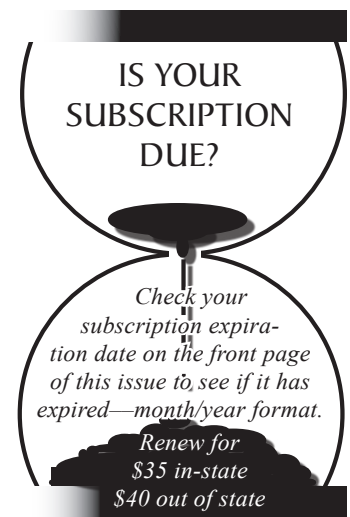 IS YOUR
SUBSCRIPTION
DUE?
Check your
subscription expira-
tion date on the front page
of this issue to see if it has
expired—month/year format.
Renew for
$35 in-state
$40 out of state